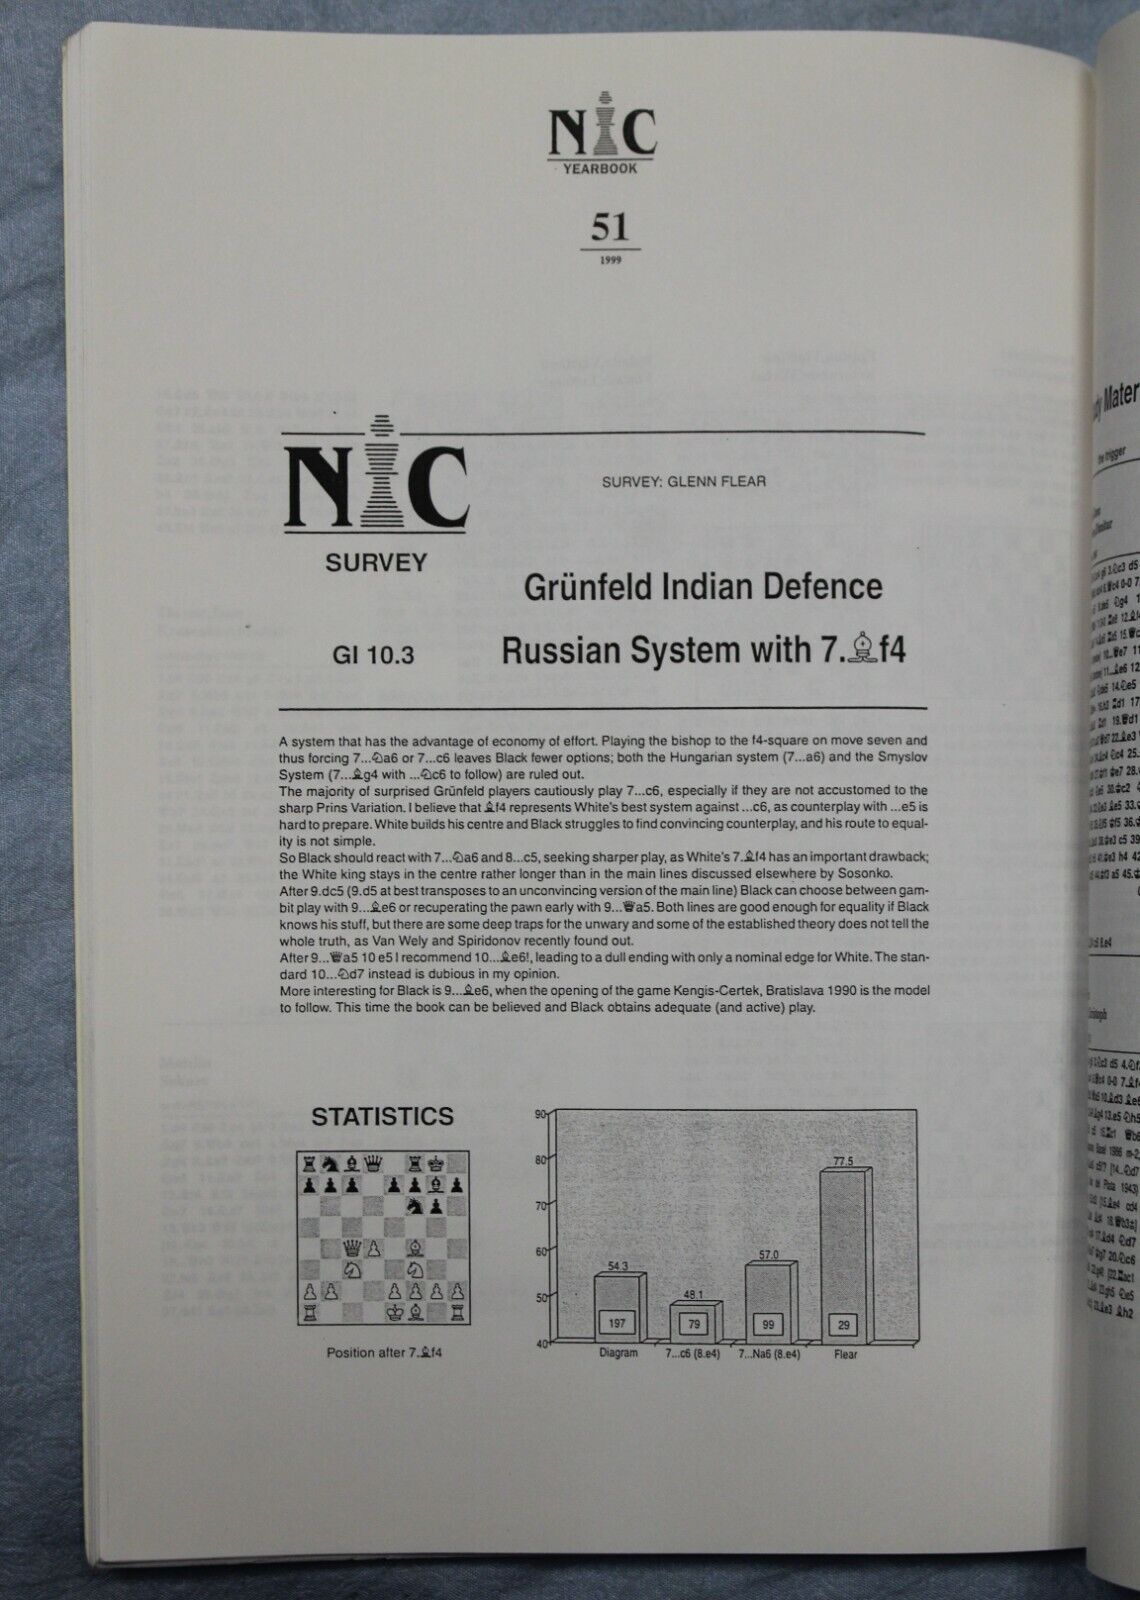 NIC
YEARBOOK
51
1999
NIC
SURVEY
GI 10.3
SURVEY: GLENN FLEAR
Grünfeld Indian Defence
Russian System with 7.♗f4
A system that has the advantage of economy of effort. Playing the bishop to the f4-square on move seven and
thus forcing 7...♘a6 or 7...c6 leaves Black fewer options; both the Hungarian system (7...a6) and the Smyslov
System (7...♗g4 with ...♘c6 to follow) are ruled out.
The majority of surprised Grünfeld players cautiously play 7...c6, especially if they are not accustomed to the
sharp Prins Variation. I believe that ♗f4 represents White's best system against ...c6, as counterplay with ...e5 is
hard to prepare. White builds his centre and Black struggles to find convincing counterplay, and his route to equal-
ity is not simple.
So Black should react with 7...♘a6 and 8...c5, seeking sharper play, as White's 7.♗f4 has an important drawback;
the White king stays in the centre rather longer than in the main lines discussed elsewhere by Sosonko.
After 9.dc5 (9.d5 at best transposes to an unconvincing version of the main line) Black can choose between gam-
bit play with 9...♗e6 or recuperating the pawn early with 9...♕a5. Both lines are good enough for equality if Black
knows his stuff, but there are some deep traps for the unwary and some of the established theory does not tell the
whole truth, as Van Wely and Spiridonov recently found out.
After 9...♕a5 10 e5 I recommend 10...♗e6!, leading to a dull ending with only a nominal edge for White. The stan-
dard 10...♘d7 instead is dubious in my opinion.
More interesting for Black is 9...♗e6, when the opening of the game Kengis-Certek, Bratislava 1990 is the model
to follow. This time the book can be believed and Black obtains adequate (and active) play.
STATISTICS
Position after 7.♗f4
90
80
70
60
50
40
54.3
48.1
57.0
77.5
197
79
99
29
Diagram
7...c6 (8.e4)
7...Na6 (8.e4)
Flear
the trigger